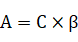 A = C × β